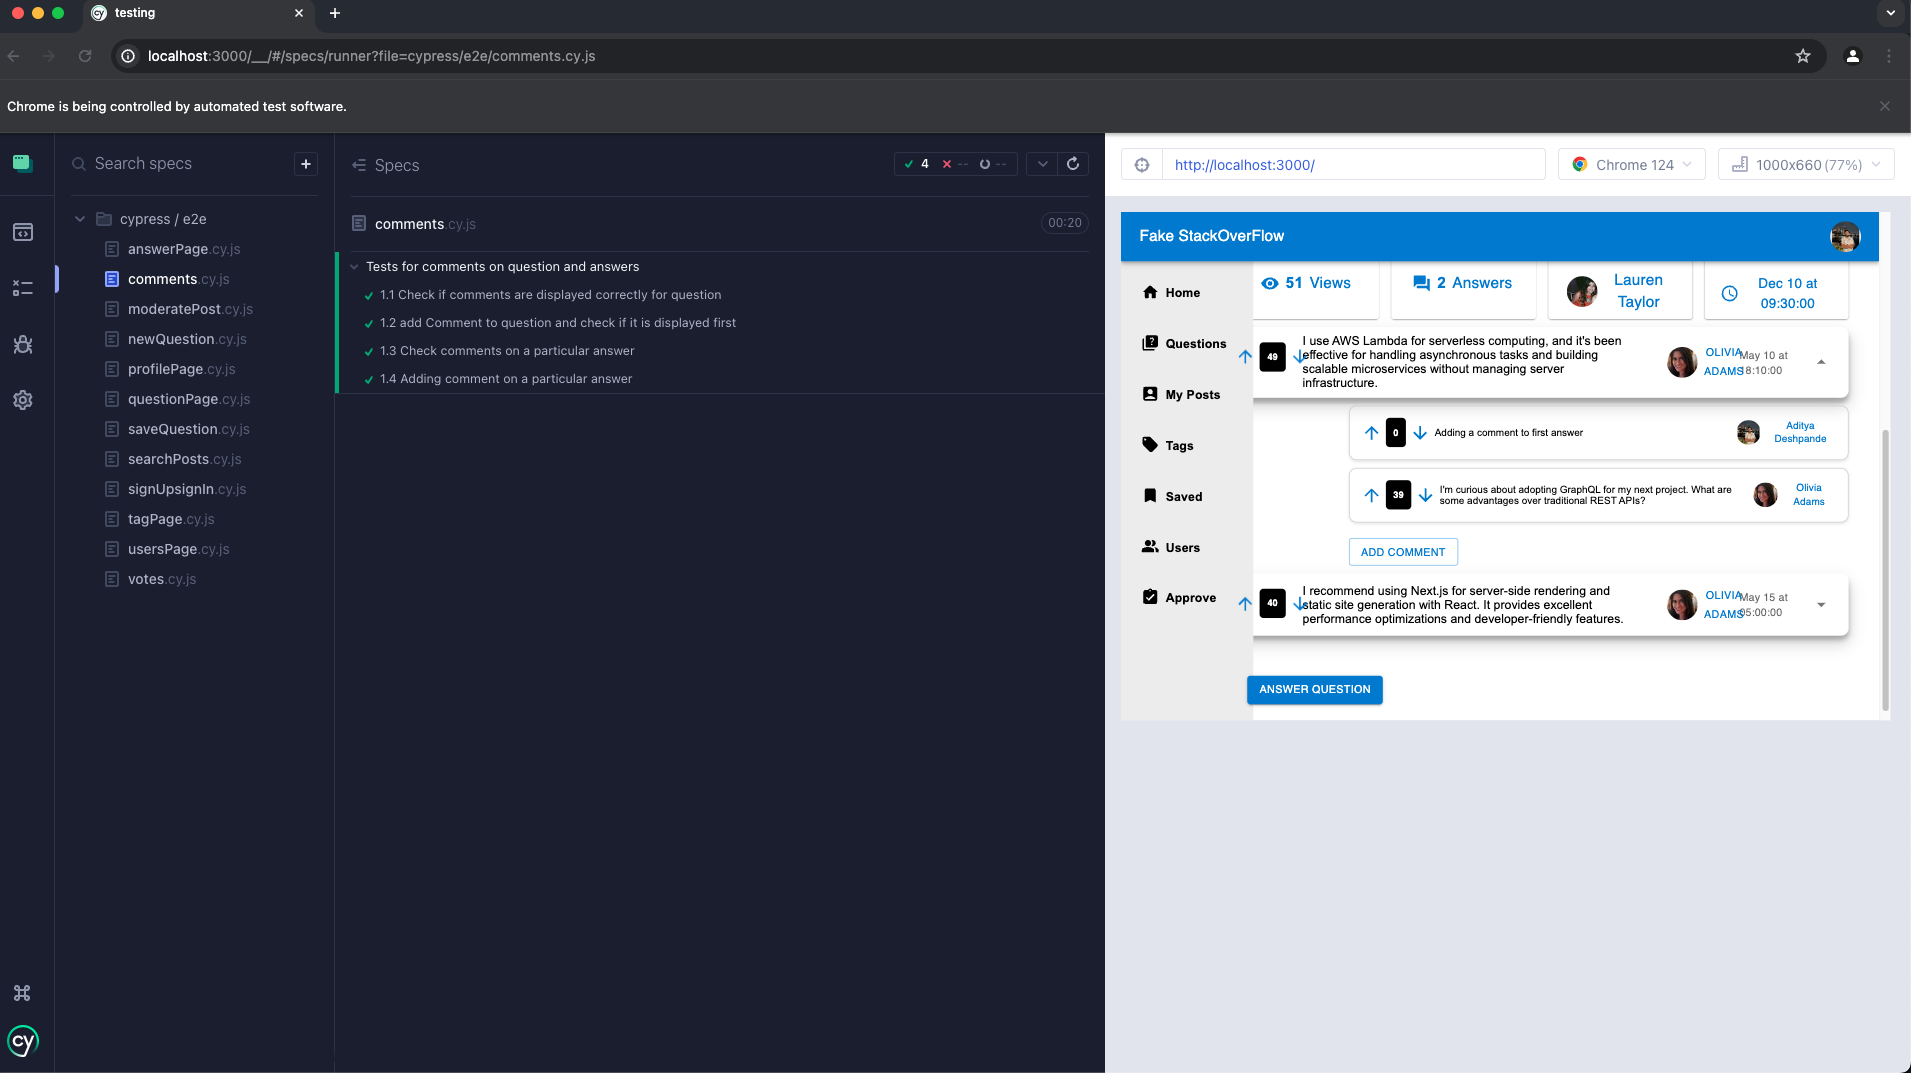 testing
localhost:3000/__/#/specs/runner?file=cypress/e2e/comments.cy.js
Chrome is being controlled by automated test software.
Search specs
cypress / e2e
answerPage.cy.js
comments.cy.js
moderatePost.cy.js
newQuestion.cy.js
profilePage.cy.js
questionPage.cy.js
saveQuestion.cy.js
searchPosts.cy.js
signUpsignIn.cy.js
tagPage.cy.js
usersPage.cy.js
votes.cy.js
cy
Specs
4 -- --
comments.cy.js 00:20
Tests for comments on question and answers
1.1 Check if comments are displayed correctly for question
1.2 add Comment to question and check if it is displayed first
1.3 Check comments on a particular answer
1.4 Adding comment on a particular answer
http://localhost:3000/
Chrome 124
1000x660 (77%)
Fake StackOverFlow
Home
Questions
My Posts
Tags
Saved
Users
Approve
51 Views
2 Answers
Lauren
Taylor
Dec 10 at
09:30:00
49
I use AWS Lambda for serverless computing, and it's been
effective for handling asynchronous tasks and building
scalable microservices without managing server
infrastructure.
OLIVIA
ADAMS
May 10 at
18:10:00
0
Adding a comment to first answer
Aditya
Deshpande
39
I'm curious about adopting GraphQL for my next project. What are
some advantages over traditional REST APIs?
Olivia
Adams
ADD COMMENT
40
I recommend using Next.js for server-side rendering and
static site generation with React. It provides excellent
performance optimizations and developer-friendly features.
OLIVIA
ADAMS
May 15 at
05:00:00
ANSWER QUESTION